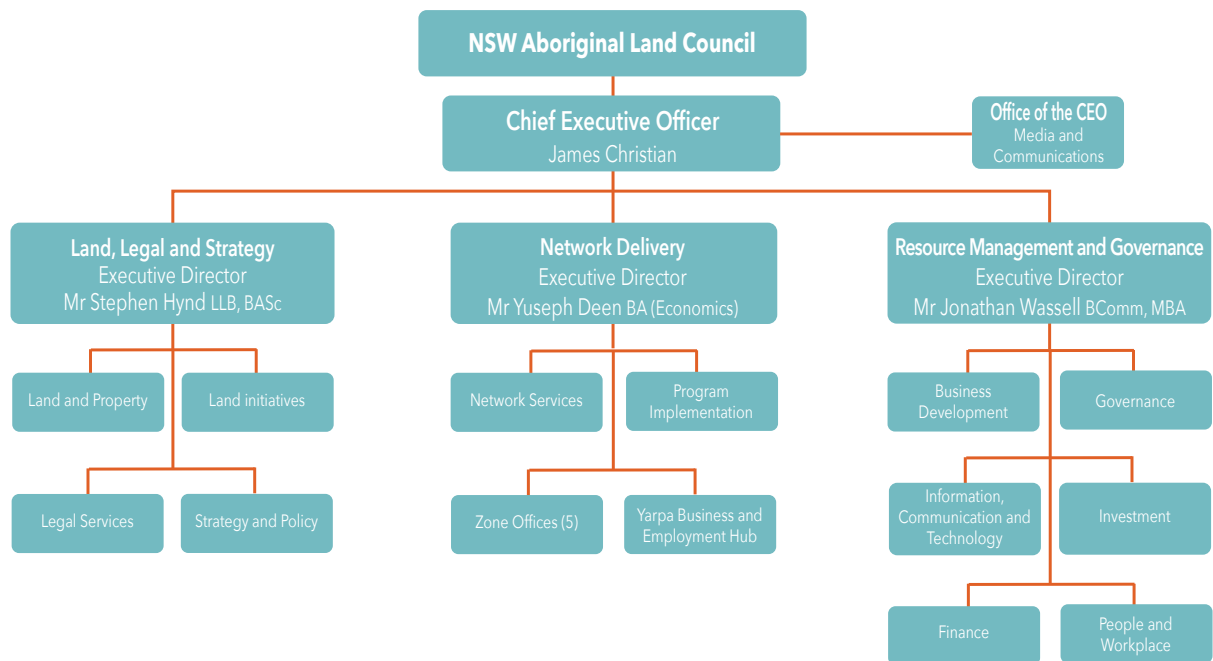 NSW Aboriginal Land Council
Chief Executive Officer
James Christian
Office of the CEO
Media and
Communications
Land, Legal and Strategy
Executive Director
Mr Stephen Hynd LLB, BASc
Network Delivery
Executive Director
Mr Yuseph Deen BA (Economics)
Resource Management and Governance
Executive Director
Mr Jonathan Wassell BComm, MBA
Land and Property
Land initiatives
Legal Services
Strategy and Policy
Network Services
Program
Implementation
Zone Offices (5)
Yarpa Business and
Employment Hub
Business
Development
Governance
Information,
Communication and
Technology
Investment
Finance
People and
Workplace